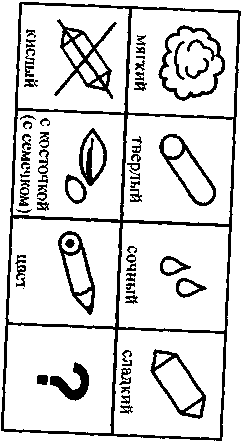 мягкий
твердый
сочный
сладкий
кислый
с косточкой
(с семечком)
цвет
?